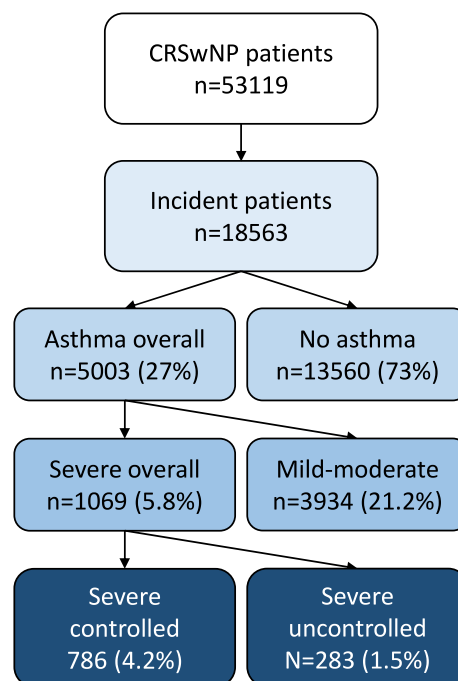 CRSwNP patients
n=53119
Incident patients
n=18563
Asthma overall
n=5003 (27%)
No asthma
n=13560 (73%)
Severe overall
n=1069 (5.8%)
Mild-moderate
n=3934 (21.2%)
Severe
controlled
786 (4.2%)
Severe
uncontrolled
N=283 (1.5%)